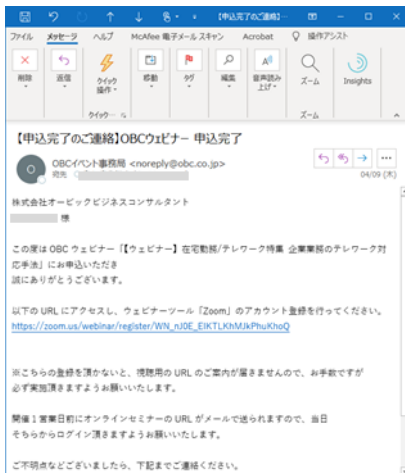 【申込完了のご連絡】…
ファイル メッセージ ヘルプ McAfee 電子メール スキャン Acrobat 操作アシスト
削除 返信 クイック操作 移動 タグ 編集 音声読み上げ ズーム Insights
クイック… ズーム
【申込完了のご連絡】OBCウェビナー 申込完了
O OBCイベント事務局 <noreply@obc.co.jp>
宛先
04/09 (木)
株式会社オービックビジネスコンサルタント
様
この度は OBC ウェビナー「【ウェビナー】在宅勤務/テレワーク特集 企業業務のテレワーク対
応手法」にお申込いただき
誠にありがとうございます。
以下の URL にアクセスし、ウェビナーツール「Zoom」のアカウント登録を行ってください。
https://zoom.us/webinar/register/WN_nJ0E_EIKTLKhMJkPhuKhoQ
※こちらの登録を頂かないと、視聴用の URL のご案内が届きませんので、お手数ですが
必ず実施頂きますようお願いいたします。
開催 1 営業日前にオンラインセミナーの URL がメールで送られますので、当日
そちらからログイン頂きますようお願いいたします。
ご不明点などございましたら、下記までご連絡ください。